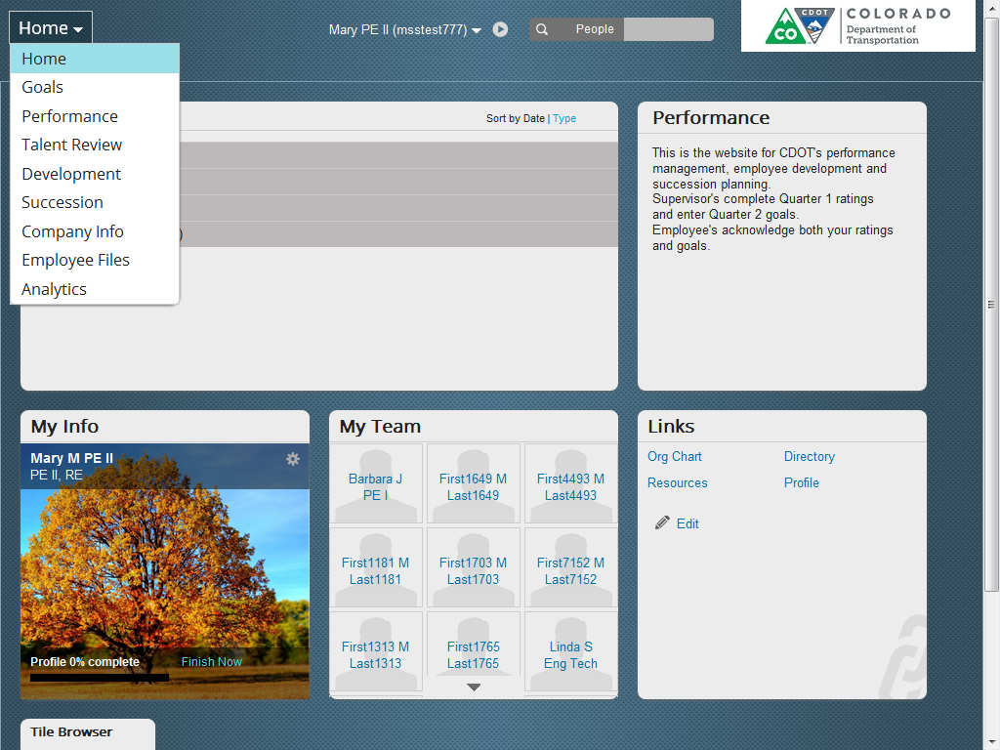 Home
Mary PE II (msstest777)
People
CDOT
CO
COLORADO
Department of
Transportation
Home
Goals
Performance
Talent Review
Development
Succession
Company Info
Employee Files
Analytics
Sort by Date | Type
)
Performance
This is the website for CDOT's performance
management, employee development and
succession planning.
Supervisor's complete Quarter 1 ratings
and enter Quarter 2 goals.
Employee's acknowledge both your ratings
and goals.
My Info
Mary M PE II
PE II, RE
Profile 0% complete
Finish Now
My Team
Barbara J
PE I
First1649 M
Last1649
First4493 M
Last4493
First1181 M
Last1181
First1703 M
Last1703
First7152 M
Last7152
First1313 M
Last1313
First1765
Last1765
Linda S
Eng Tech
Links
Org Chart
Directory
Resources
Profile
Edit
Tile Browser